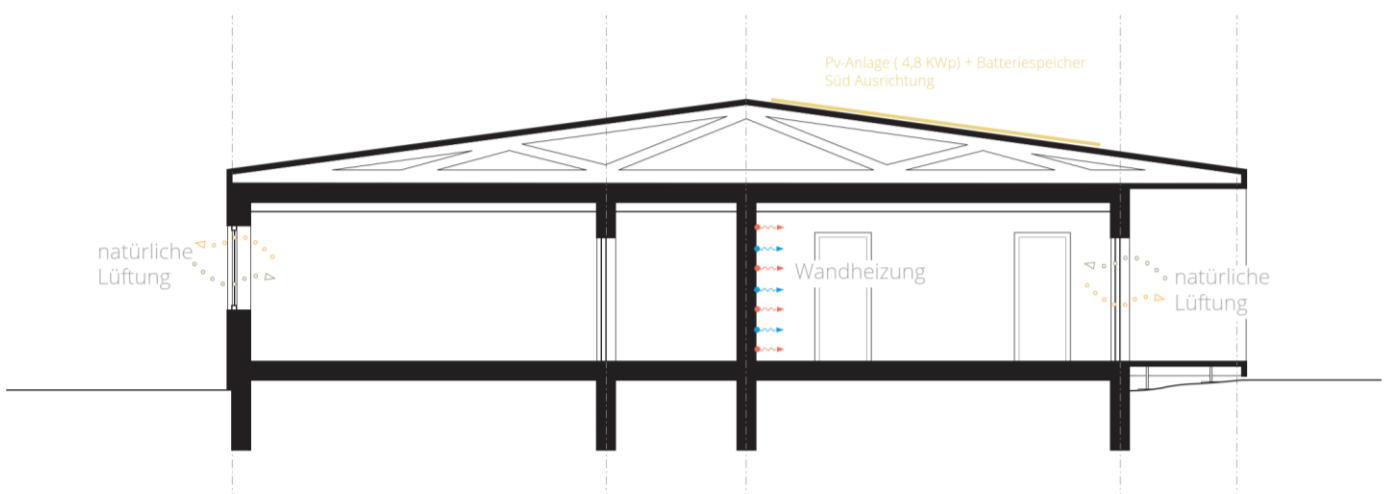 Pv-Anlage ( 4,8 KWp) + Batteriespeicher
Süd Ausrichtung
natürliche
Lüftung
Wandheizung
natürliche
Lüftung